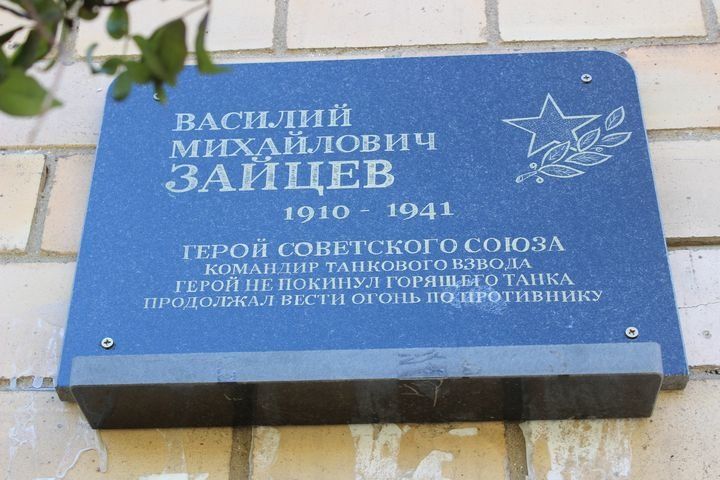 ВАСИЛИЙ
МИХАЙЛОВИЧ
ЗАЙЦЕВ
1910 - 1941
ГЕРОЙ СОВЕТСКОГО СОЮЗА
КОМАНДИР ТАНКОВОГО ВЗВОДА
ГЕРОЙ НЕ ПОКИНУЛ ГОРЯЩЕГО ТАНКА
ПРОДОЛЖАЛ ВЕСТИ ОГОНЬ ПО ПРОТИВНИКУ